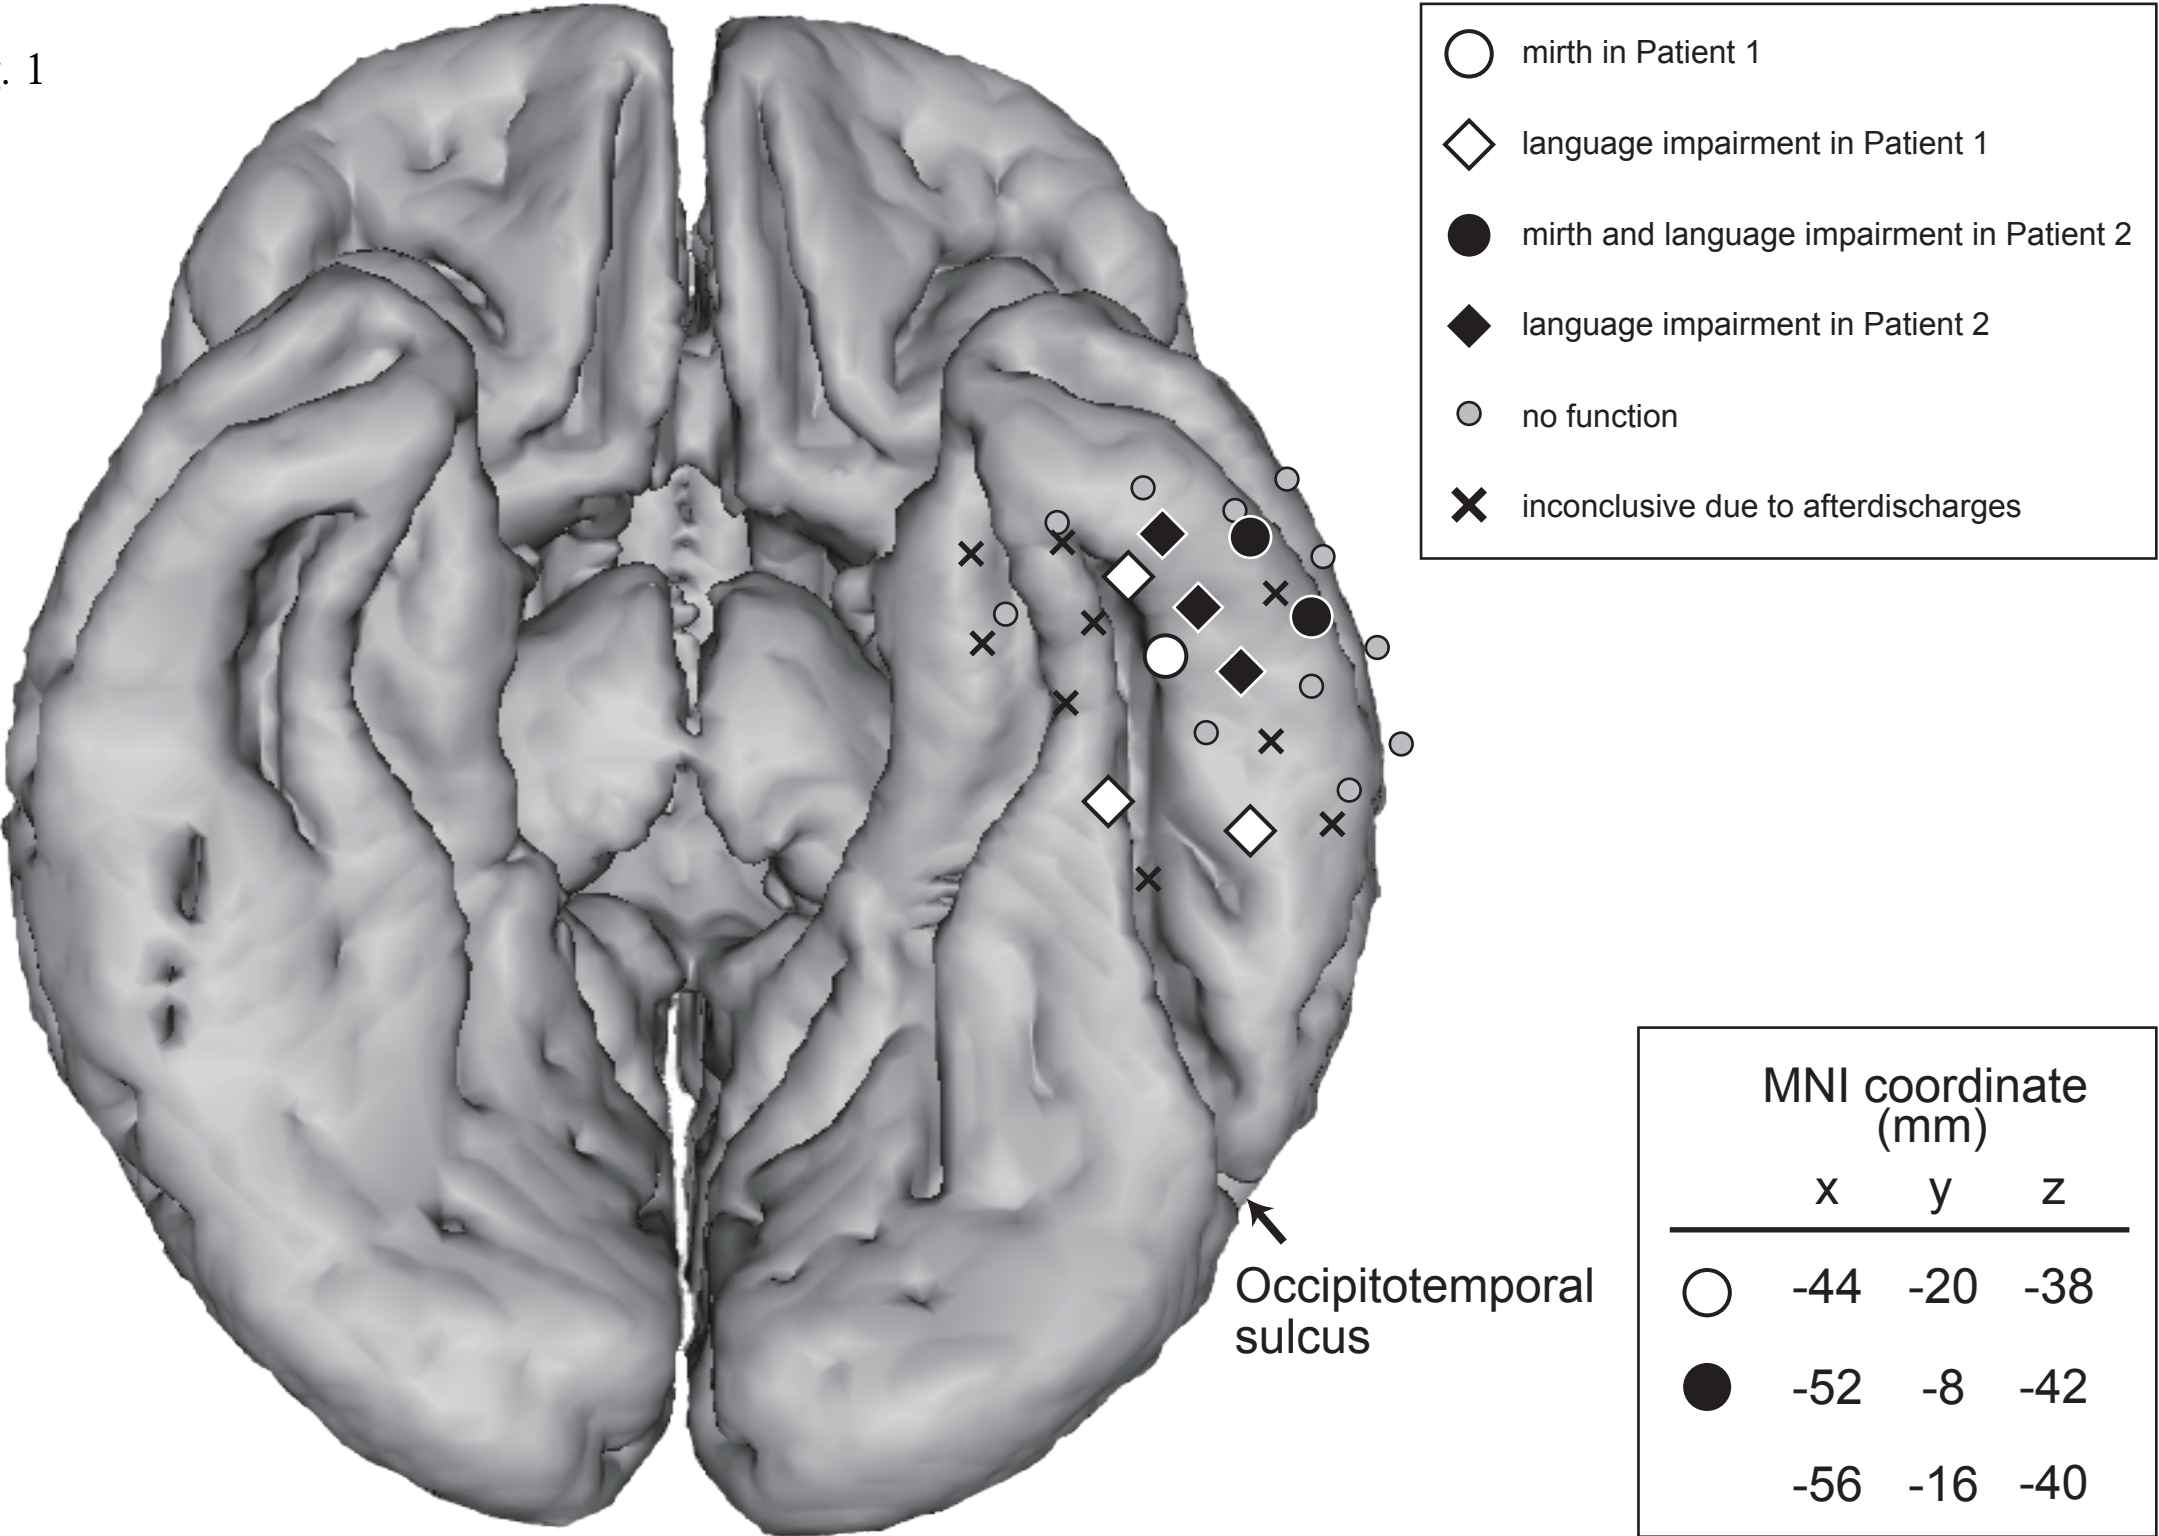 . 1
mirth in Patient 1
language impairment in Patient 1
mirth and language impairment in Patient 2
language impairment in Patient 2
no function
inconclusive due to afterdischarges
Occipitotemporal
sulcus
MNI coordinate
(mm)
x y z
-44 -20 -38
-52 -8 -42
-56 -16 -40